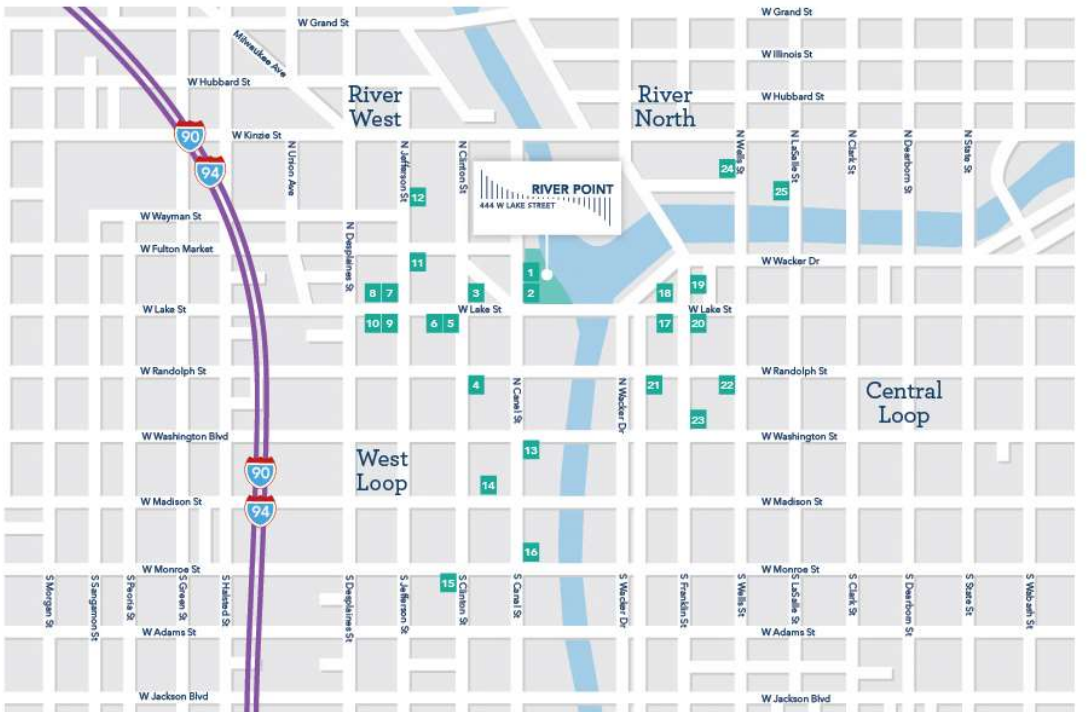 W Grand St
W Grand St
Milwaukee Ave
W Illinois St
W Hubbard St
River
West
River
North
W Hubbard St
90
W Kinzie St
94
N Union Ave
N Jefferson St
N Clinton St
N Wells St
N LaSalle St
N Clark St
N Dearborn St
N State St
24
25
RIVER POINT
444 W LAKE STREET
12
W Wayman St
N Desplaines St
W Fulton Market
11
1
W Wacker Dr
8
7
3
2
18
19
W Lake St
W Lake St
W Lake St
10
9
6
5
17
20
W Randolph St
4
N Canal St
N Wacker Dr
21
22
W Randolph St
Central
Loop
23
W Washington Blvd
13
W Washington St
West
Loop
90
14
W Madison St
94
W Madison St
16
W Monroe St
15
W Monroe St
S Morgan St
S Sangamon St
S Peoria St
S Green St
S Halsted St
S Desplaines St
S Jefferson St
S Clinton St
S Canal St
S Wacker Dr
S Franklin St
S Wells St
S LaSalle St
S Clark St
S Dearborn St
S State St
S Wabash St
W Adams St
W Adams St
W Jackson Blvd
W Jackson Blvd